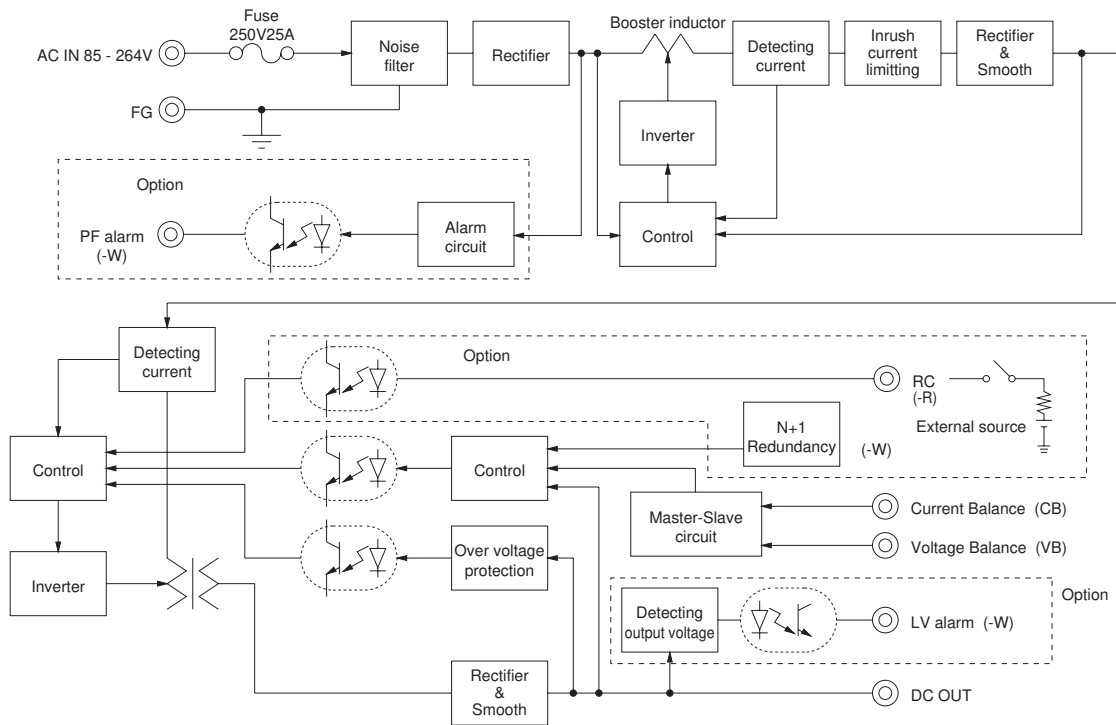 Fuse
250V25A
AC IN 85 - 264V
Noise
filter
Rectifier
Booster inductor
Detecting
current
Inrush
current
limitting
Rectifier
&
Smooth
FG
Inverter
Option
PF alarm
(-W)
Alarm
circuit
Control
Detecting
current
Option
RC
(-R)
External source
N+1
Redundancy
(-W)
Control
Control
Master-Slave
circuit
Current Balance (CB)
Voltage Balance (VB)
Inverter
Over voltage
protection
Option
Detecting
output voltage
LV alarm (-W)
Rectifier
&
Smooth
DC OUT